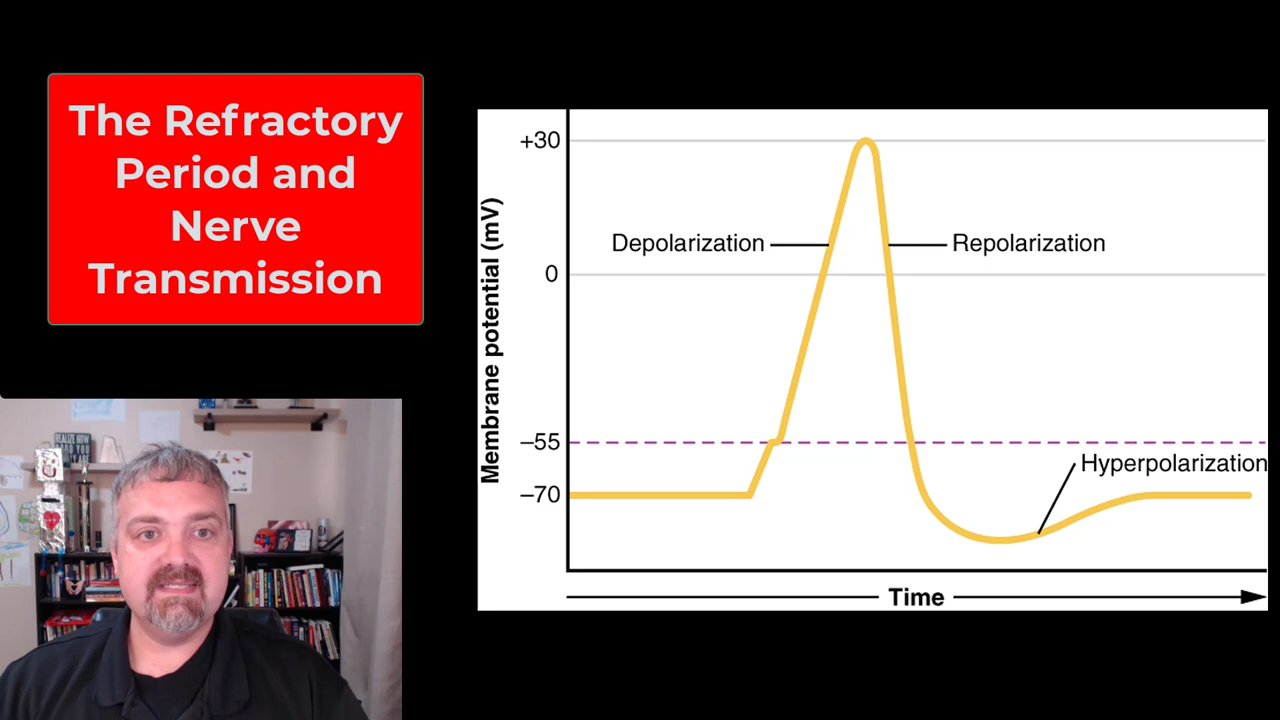 The Refractory
Period and
Nerve
Transmission
Membrane potential (mV)
+30
0
–55
–70
Depolarization
Repolarization
Hyperpolarization
Time